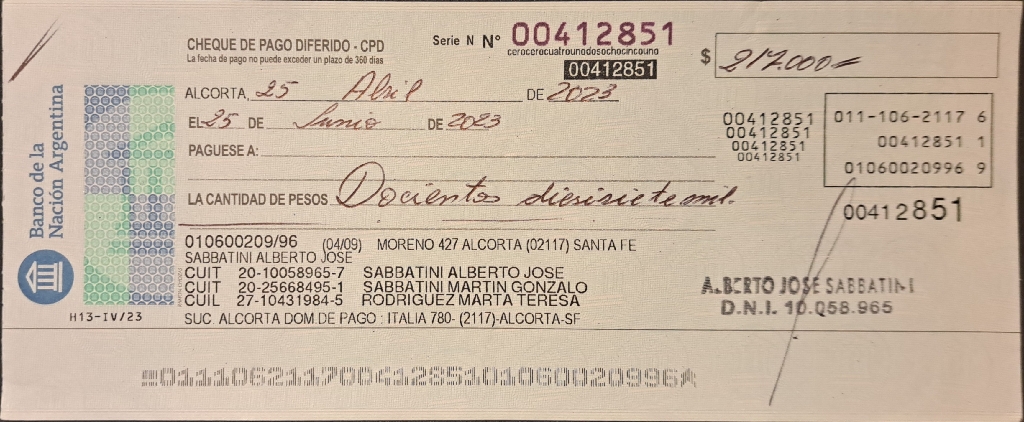 CHEQUE DE PAGO DIFERIDO - CPD
La fecha de pago no puede exceder un plazo de 360 días
Serie N Nº 00412851
cerocerocuatrounodosochocincouno
00412851
$ 217.000=
ALCORTA, 25 Abril DE 2023
EL 25 DE Junio DE 2023
PAGUESE A:
LA CANTIDAD DE PESOS Docientos diesisiete mil.
00412851
00412851
00412851
00412851
011-106-2117 6
00412851 1
01060020996 9
00412851
Banco de la
Nación Argentina
010600209/96 (04/09) MORENO 427 ALCORTA (02117) SANTA FE
SABBATINI ALBERTO JOSE
CUIT 20-10058965-7 SABBATINI ALBERTO JOSE
CUIT 20-25668495-1 SABBATINI MARTIN GONZALO
CUIL 27-10431984-5 RODRIGUEZ MARTA TERESA
SUC. ALCORTA DOM.DE PAGO : ITALIA 780- (2117)-ALCORTA-SF
ALBERTO JOSE SABBATINI
D.N.I. 10.058.965
H13-IV/23
01110621170041285101060020996